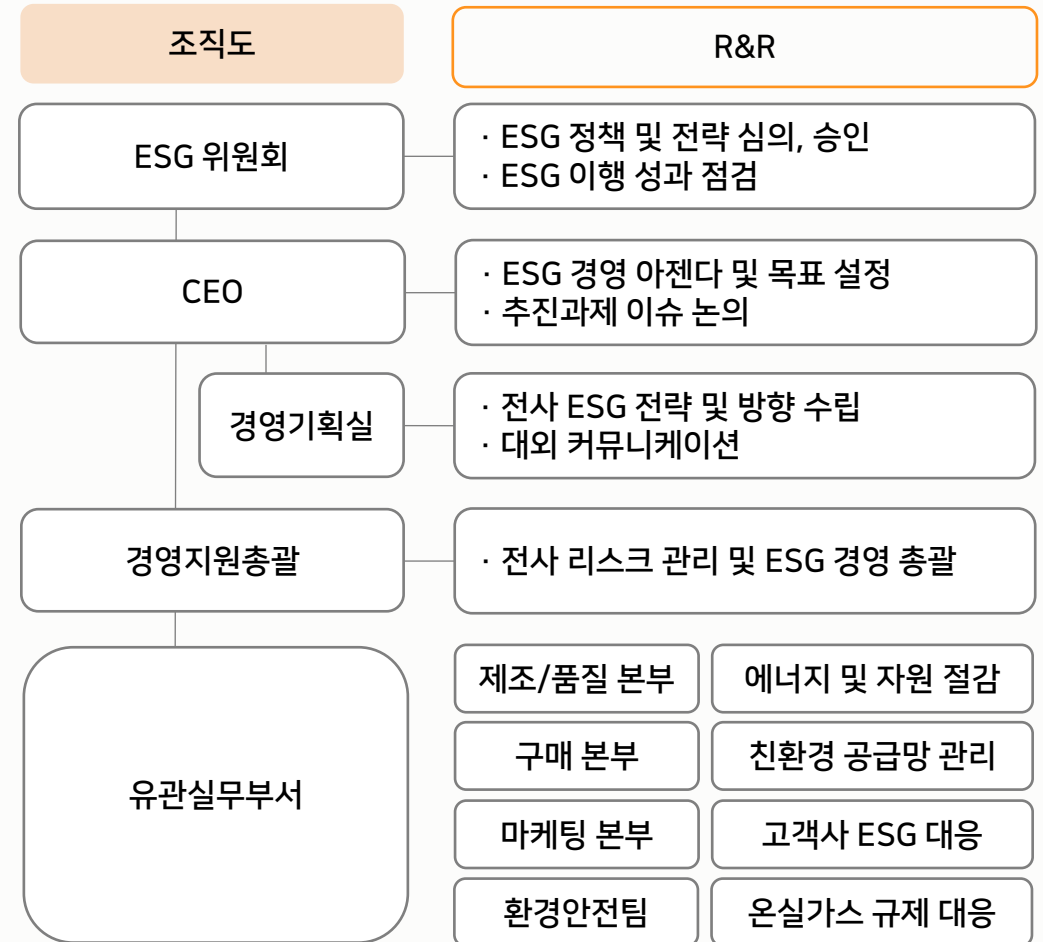 조직도
R&R
ESG 위원회
· ESG 정책 및 전략 심의, 승인
· ESG 이행 성과 점검
CEO
· ESG 경영 아젠다 및 목표 설정
· 추진과제 이슈 논의
경영기획실
· 전사 ESG 전략 및 방향 수립
· 대외 커뮤니케이션
경영지원총괄
· 전사 리스크 관리 및 ESG 경영 총괄
유관실무부서
제조/품질 본부
에너지 및 자원 절감
구매 본부
친환경 공급망 관리
마케팅 본부
고객사 ESG 대응
환경안전팀
온실가스 규제 대응